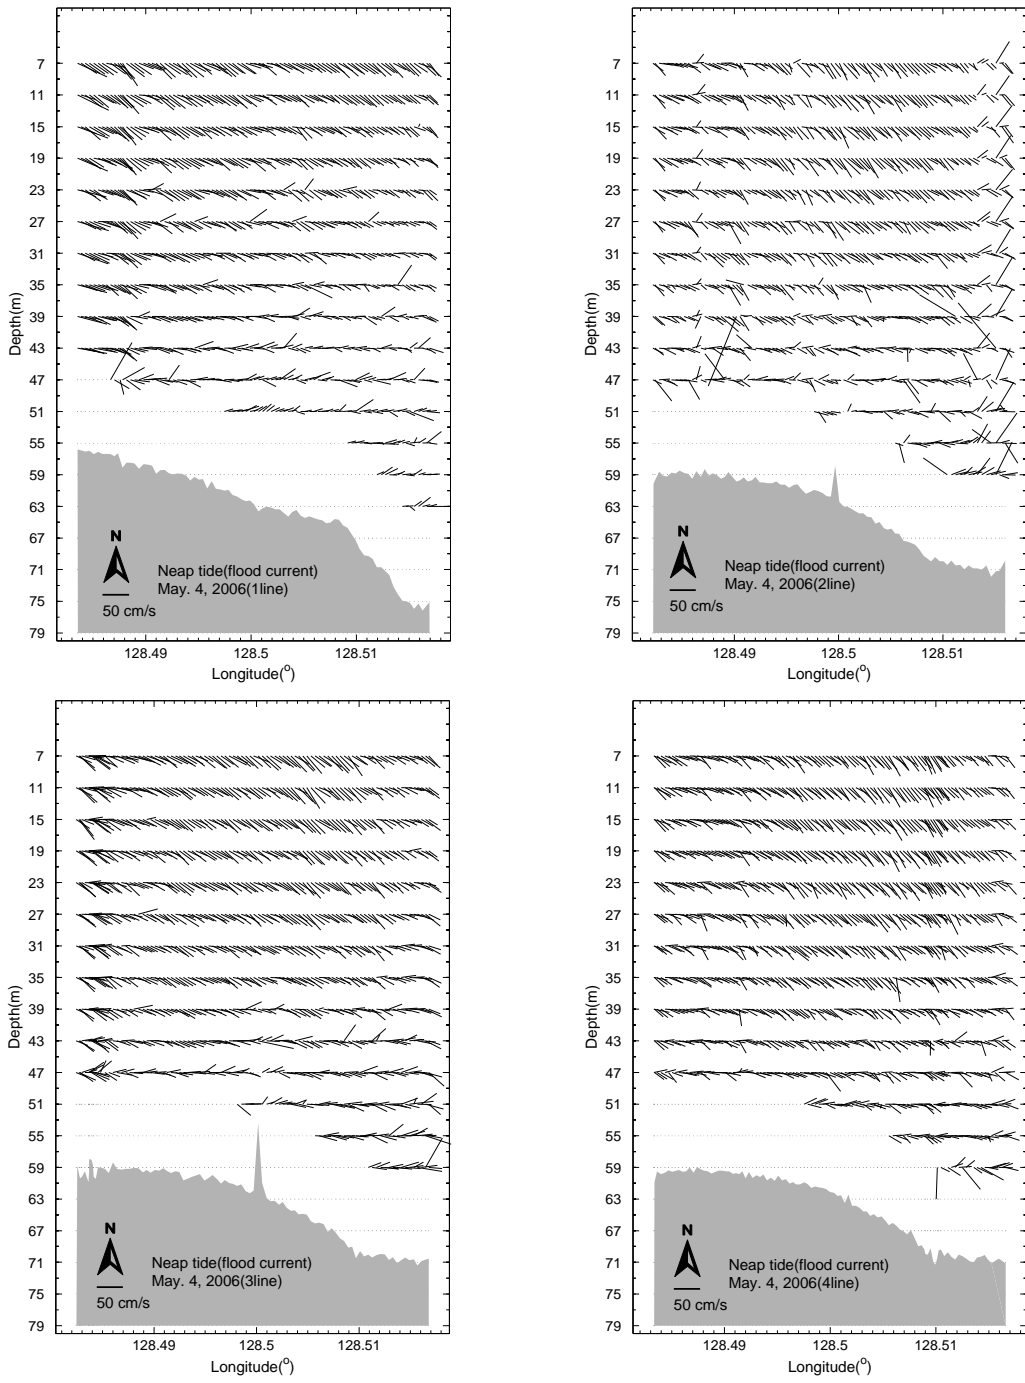 7
11
15
19
23
27
31
35
39
43
47
51
55
59
63
67
71
75
79
Depth(m)
N
Neap tide(flood current)
May. 4, 2006(1line)
50 cm/s
128.49 128.5 128.51
Longitude(o)
7
11
15
19
23
27
31
35
39
43
47
51
55
59
63
67
71
75
79
Depth(m)
N
Neap tide(flood current)
May. 4, 2006(2line)
50 cm/s
128.49 128.5 128.51
Longitude(o)
7
11
15
19
23
27
31
35
39
43
47
51
55
59
63
67
71
75
79
Depth(m)
N
Neap tide(flood current)
May. 4, 2006(3line)
50 cm/s
128.49 128.5 128.51
Longitude(o)
7
11
15
19
23
27
31
35
39
43
47
51
55
59
63
67
71
75
79
Depth(m)
N
Neap tide(flood current)
May. 4, 2006(4line)
50 cm/s
128.49 128.5 128.51
Longitude(o)